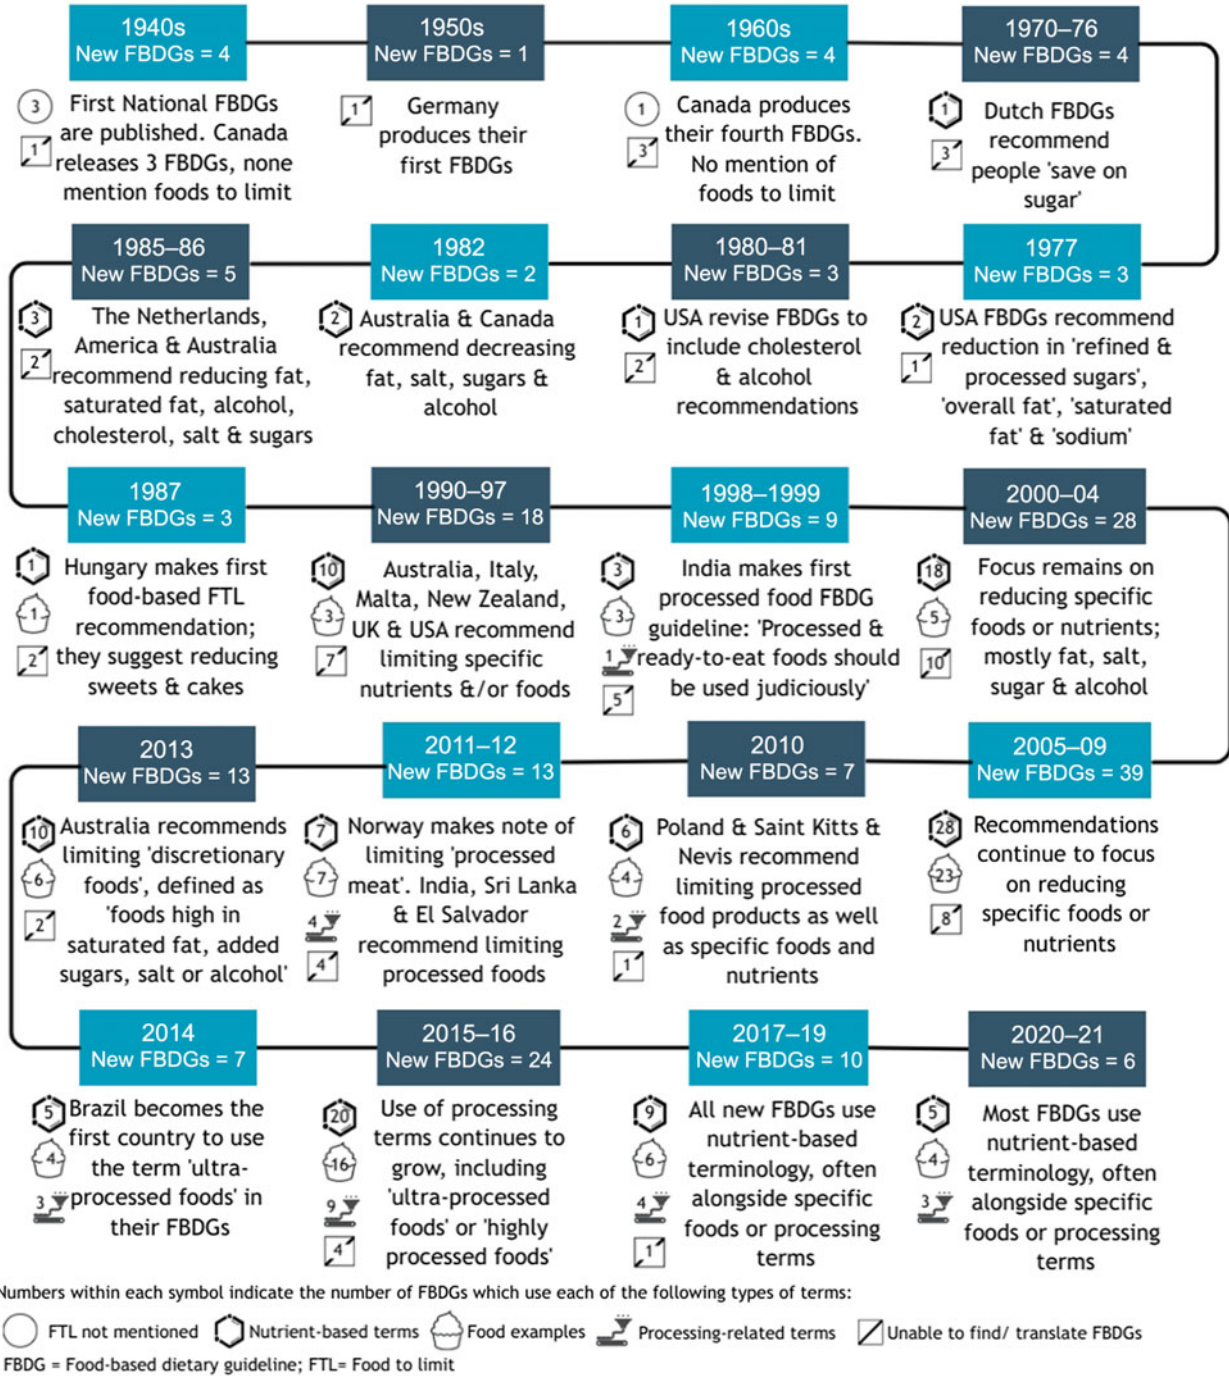 1940s
New FBDGs = 4
3
1
First National FBDGs
are published. Canada
releases 3 FBDGs, none
mention foods to limit
1950s
New FBDGs = 1
1
Germany
produces their
first FBDGs
1960s
New FBDGs = 4
1
3
Canada produces
their fourth FBDGs.
No mention of
foods to limit
1970–76
New FBDGs = 4
1
3
Dutch FBDGs
recommend
people 'save on
sugar'
1977
New FBDGs = 3
2
1
USA FBDGs recommend
reduction in 'refined &
processed sugars',
'overall fat', 'saturated
fat' & 'sodium'
1980–81
New FBDGs = 3
1
2
USA revise FBDGs to
include cholesterol
& alcohol
recommendations
1982
New FBDGs = 2
2
Australia & Canada
recommend decreasing
fat, salt, sugars &
alcohol
1985–86
New FBDGs = 5
3
2
The Netherlands,
America & Australia
recommend reducing fat,
saturated fat, alcohol,
cholesterol, salt & sugars
1987
New FBDGs = 3
1
1
2
Hungary makes first
food-based FTL
recommendation;
they suggest reducing
sweets & cakes
1990–97
New FBDGs = 18
10
3
7
Australia, Italy,
Malta, New Zealand,
UK & USA recommend
limiting specific
nutrients &/or foods
1998–1999
New FBDGs = 9
3
3
1
5
India makes first
processed food FBDG
guideline: 'Processed &
ready-to-eat foods should
be used judiciously'
2000–04
New FBDGs = 28
18
5
10
Focus remains on
reducing specific
foods or nutrients;
mostly fat, salt,
sugar & alcohol
2005–09
New FBDGs = 39
28
23
8
Recommendations
continue to focus
on reducing
specific foods or
nutrients
2010
New FBDGs = 7
6
4
2
1
Poland & Saint Kitts &
Nevis recommend
limiting processed
food products as well
as specific foods and
nutrients
2011–12
New FBDGs = 13
7
7
4
4
Norway makes note of
limiting 'processed
meat'. India, Sri Lanka
& El Salvador
recommend limiting
processed foods
2013
New FBDGs = 13
10
6
2
Australia recommends
limiting 'discretionary
foods', defined as
'foods high in
saturated fat, added
sugars, salt or alcohol'
2014
New FBDGs = 7
5
4
3
Brazil becomes the
first country to use
the term 'ultra-
processed foods' in
their FBDGs
2015–16
New FBDGs = 24
20
16
9
4
Use of processing
terms continues to
grow, including
'ultra-processed
foods' or 'highly
processed foods'
2017–19
New FBDGs = 10
9
6
4
1
All new FBDGs use
nutrient-based
terminology, often
alongside specific
foods or processing
terms
2020–21
New FBDGs = 6
5
4
3
Most FBDGs use
nutrient-based
terminology, often
alongside specific
foods or processing
terms
Numbers within each symbol indicate the number of FBDGs which use each of the following types of terms:
FTL not mentioned Nutrient-based terms Food examples Processing-related terms Unable to find/ translate FBDGs
FBDG = Food-based dietary guideline; FTL= Food to limit